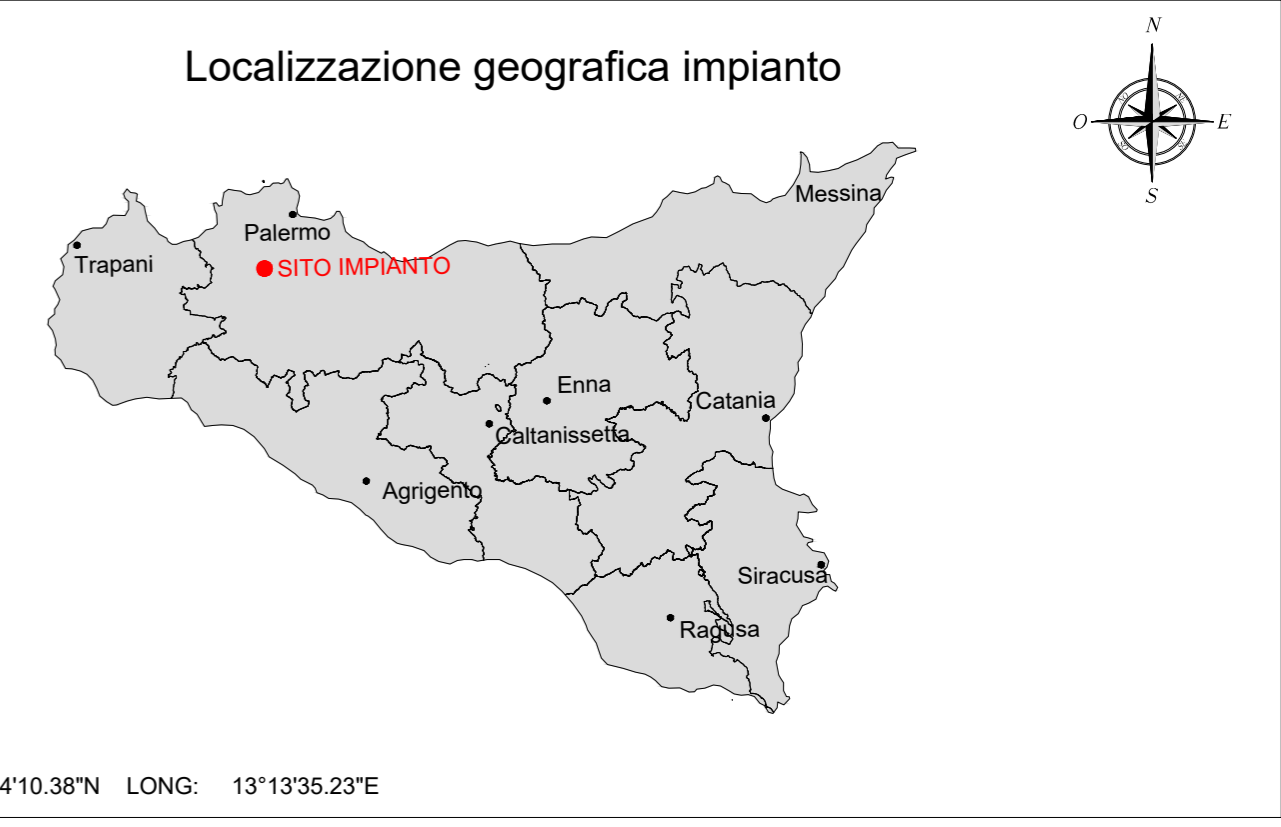 N
Localizzazione geografica impianto
O
E
S
Messina
Palermo
Trapani
SITO IMPIANTO
Enna
Catania
Caltanissetta
Agrigento
Siracusa
Ragusa
4'10.38"N LONG: 13°13'35.23"E